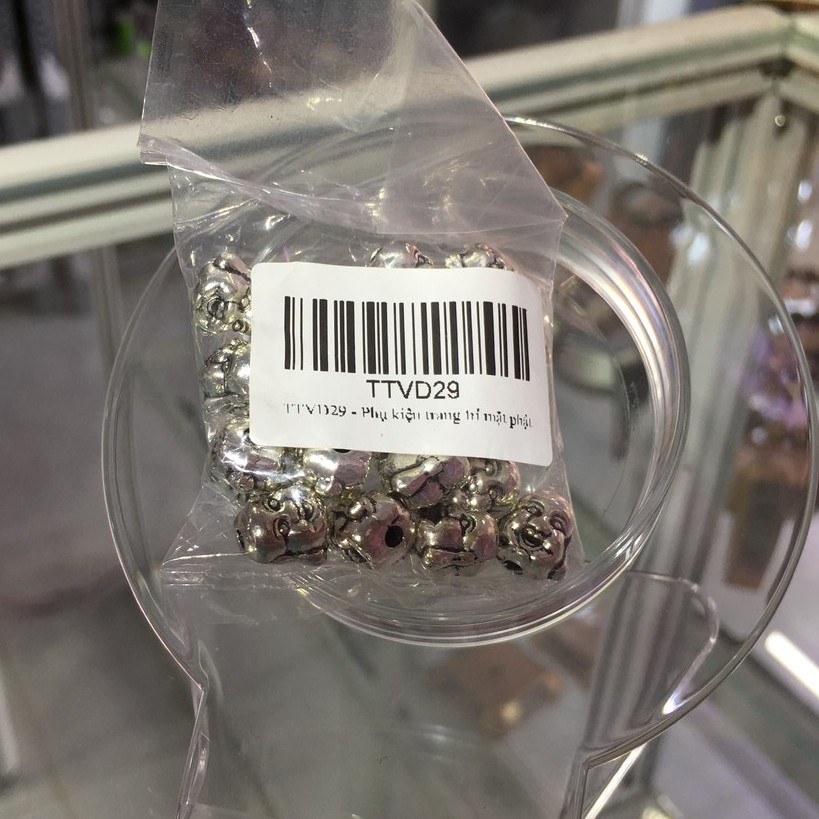 TTVD29
TTVD29 - Phụ kiện trang trí mặt phật